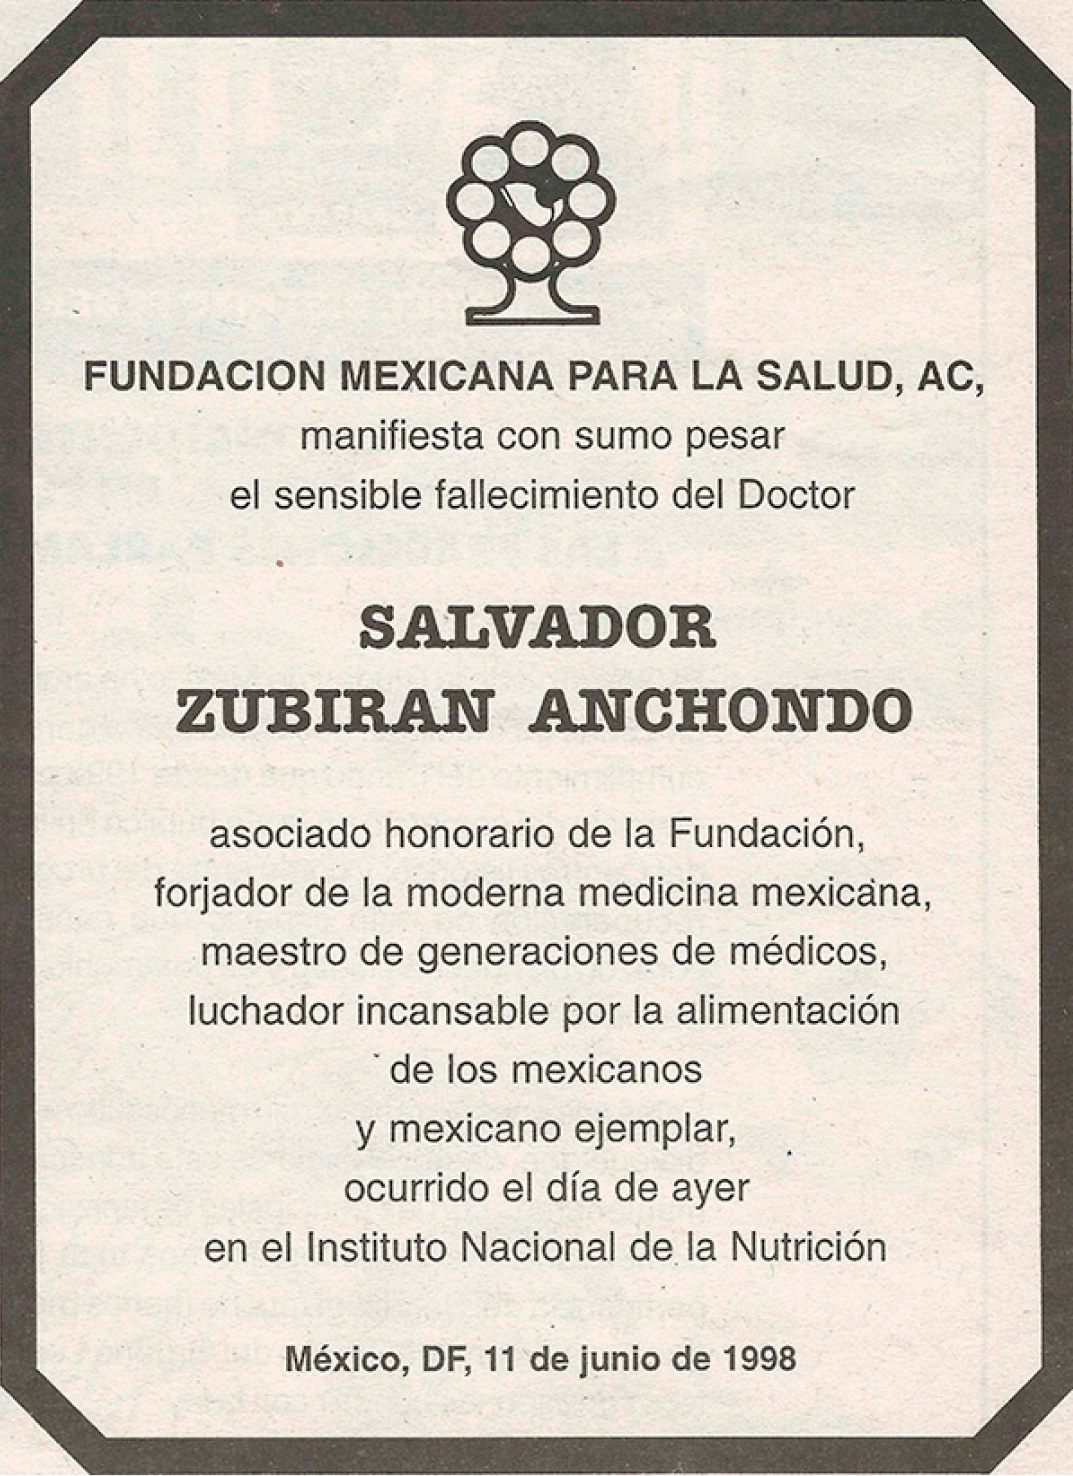 FUNDACION MEXICANA PARA LA SALUD, AC,
manifiesta con sumo pesar
el sensible fallecimiento del Doctor
SALVADOR
ZUBIRAN ANCHONDO
asociado honorario de la Fundación,
forjador de la moderna medicina mexicana,
maestro de generaciones de médicos,
luchador incansable por la alimentación
de los mexicanos
y mexicano ejemplar,
ocurrido el día de ayer
en el Instituto Nacional de la Nutrición
México, DF, 11 de junio de 1998